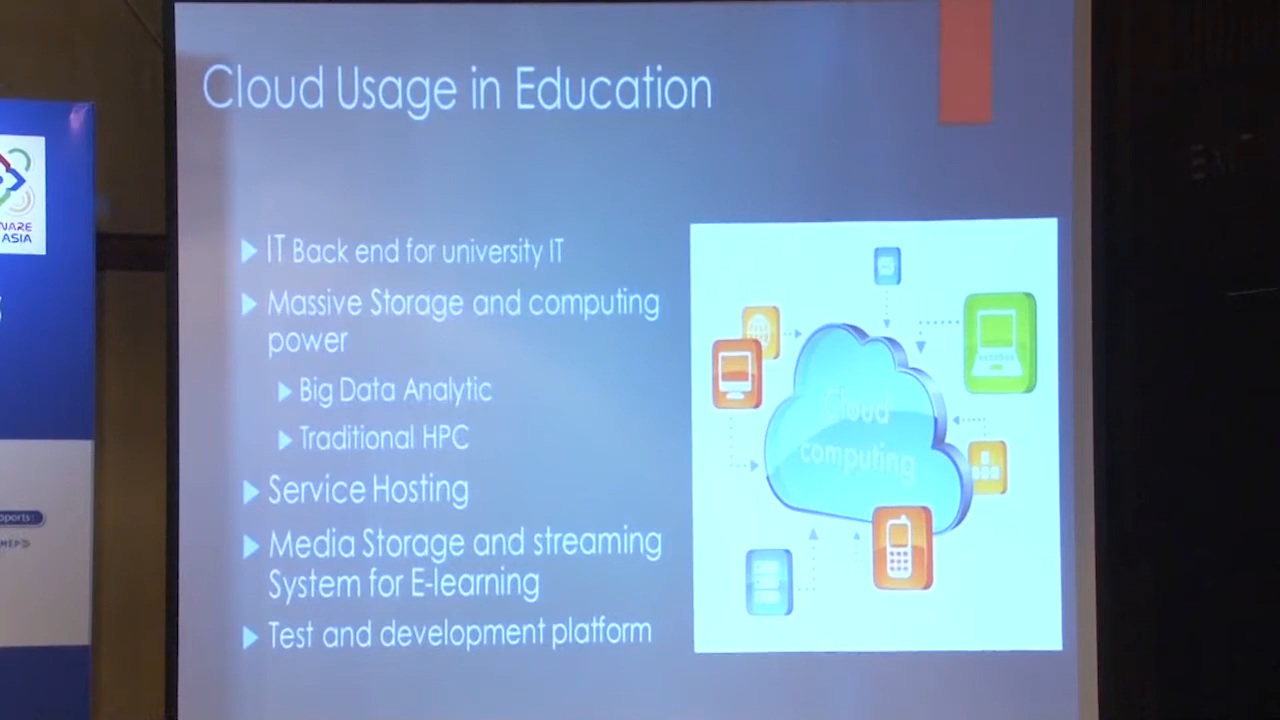 Cloud Usage in Education
IT Back end for university IT
Massive Storage and computing
power
Big Data Analytic
Traditional HPC
Service Hosting
Media Storage and streaming
System for E-learning
Test and development platform
Cloud
computing
ASIA